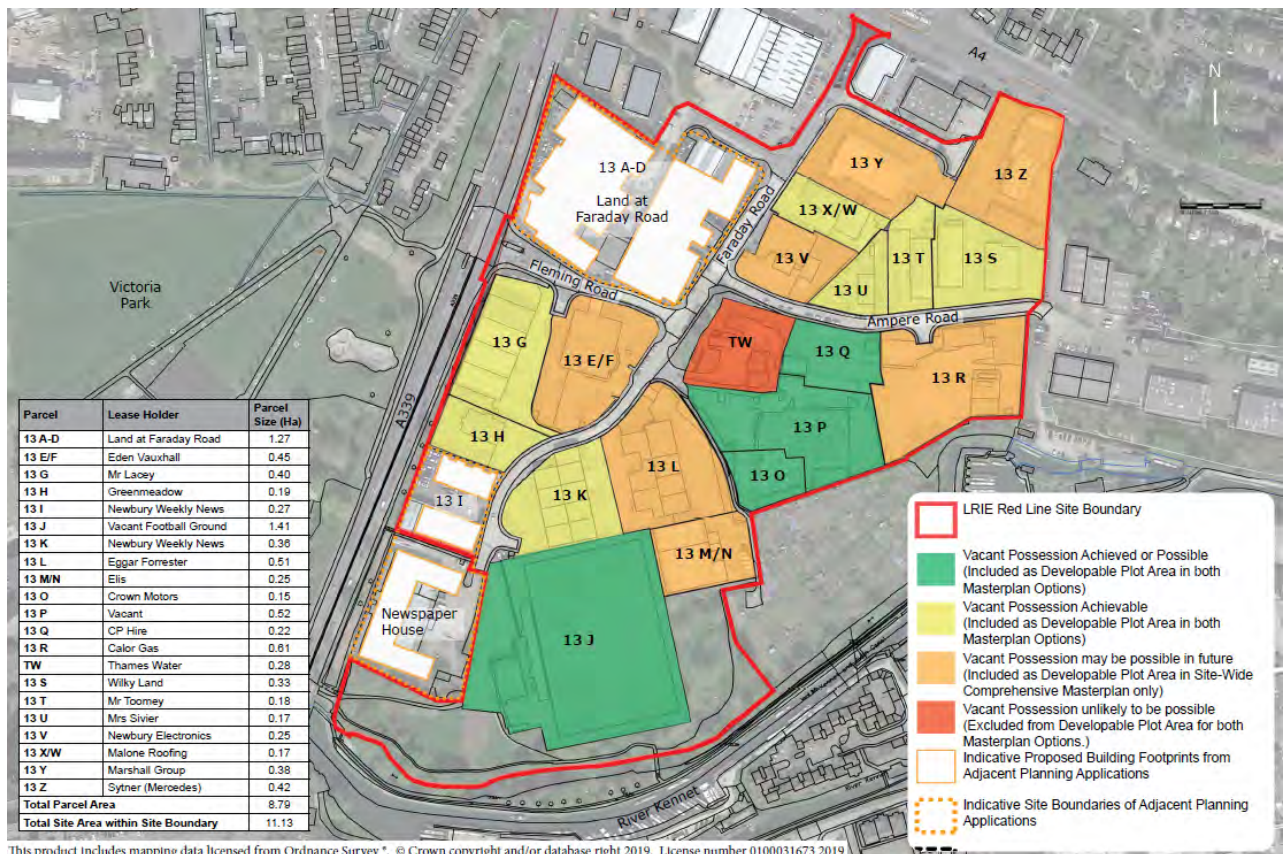 A4
N
13 A-D
Land at
Faraday Road
13 Y
13 Z
13 X/W
Faraday Road
13 V
13 T
13 S
13 U
Fleming Road
Ampere Road
Victoria
Park
A339
13 G
13 E/F
TW
13 Q
13 R
13 P
13 H
13 L
13 O
13 I
13 K
13 M/N
Newspaper
House
13 J
River Kennet
River Kennet
Parcel Lease Holder Parcel Size (Ha)
13 A-D Land at Faraday Road 1.27
13 E/F Eden Vauxhall 0.45
13 G Mr Lacey 0.40
13 H Greenmeadow 0.19
13 I Newbury Weekly News 0.27
13 J Vacant Football Ground 1.41
13 K Newbury Weekly News 0.36
13 L Eggar Forrester 0.51
13 M/N Elis 0.25
13 O Crown Motors 0.15
13 P Vacant 0.52
13 Q CP Hire 0.22
13 R Calor Gas 0.61
TW Thames Water 0.28
13 S Wilky Land 0.33
13 T Mr Toomey 0.18
13 U Mrs Sivier 0.17
13 V Newbury Electronics 0.25
13 X/W Malone Roofing 0.17
13 Y Marshall Group 0.38
13 Z Sytner (Mercedes) 0.42
Total Parcel Area 8.79
Total Site Area within Site Boundary 11.13
LRIE Red Line Site Boundary
Vacant Possession Achieved or Possible
(Included as Developable Plot Area in both
Masterplan Options)
Vacant Possession Achievable
(Included as Developable Plot Area in both
Masterplan Options)
Vacant Possession may be possible in future
(Included as Developable Plot Area in Site-Wide
Comprehensive Masterplan only)
Vacant Possession unlikely to be possible
(Excluded from Developable Plot Area for both
Masterplan Options.)
Indicative Proposed Building Footprints from
Adjacent Planning Applications
Indicative Site Boundaries of Adjacent Planning
Applications
This product includes mapping data licensed from Ordnance Survey * © Crown copyright and/or database right 2019. License number 0100031673 2019